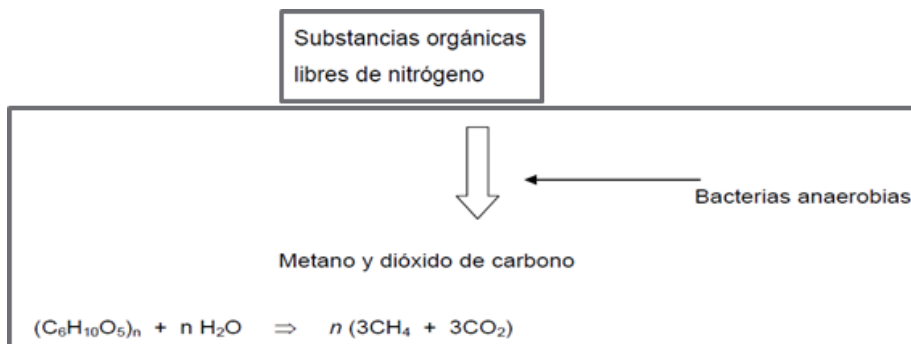 Substancias orgánicas
libres de nitrógeno
Bacterias anaerobias
Metano y dióxido de carbono
(C₆H₁₀O₅)ₙ + n H₂O ⇒ n (3CH₄ + 3CO₂)